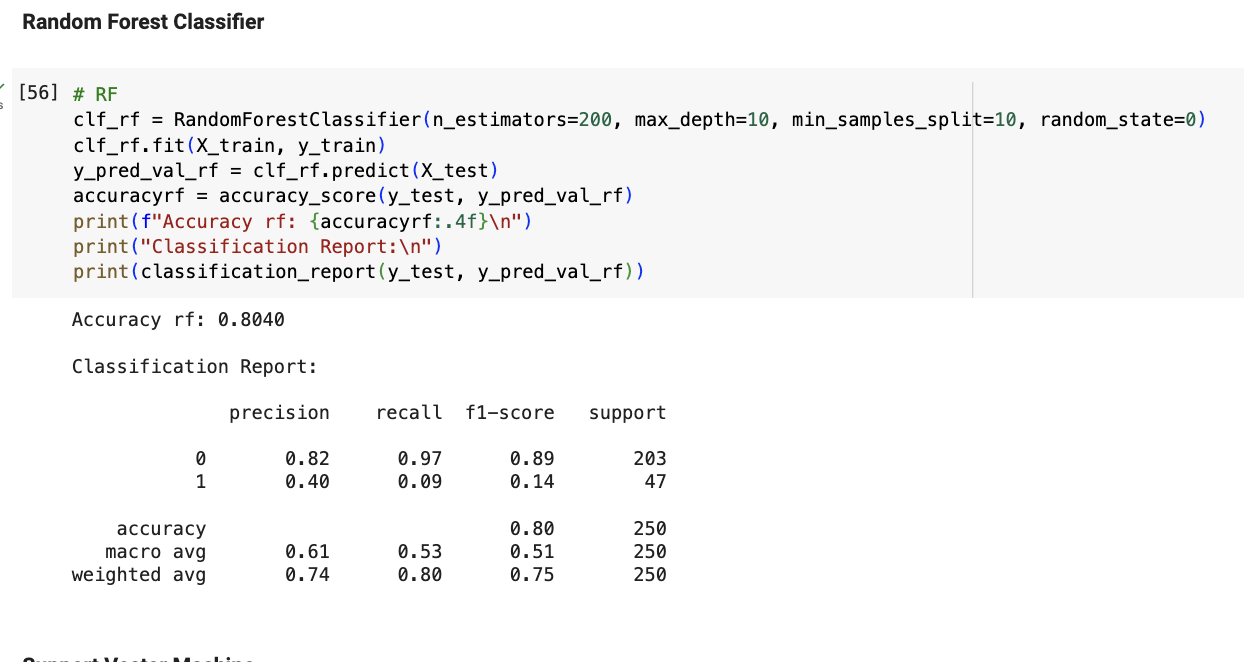 Random Forest Classifier
[56] # RF
clf_rf = RandomForestClassifier(n_estimators=200, max_depth=10, min_samples_split=10, random_state=0)
clf_rf.fit(X_train, y_train)
y_pred_val_rf = clf_rf.predict(X_test)
accuracyrf = accuracy_score(y_test, y_pred_val_rf)
print(f"Accuracy rf: {accuracyrf:.4f}\n")
print("Classification Report:\n")
print(classification_report(y_test, y_pred_val_rf))
s
Accuracy rf: 0.8040
Classification Report:
precision recall f1-score support
0 0.82 0.97 0.89 203
1 0.40 0.09 0.14 47
accuracy 0.80 250
macro avg 0.61 0.53 0.51 250
weighted avg 0.74 0.80 0.75 250
Support Vector Machine